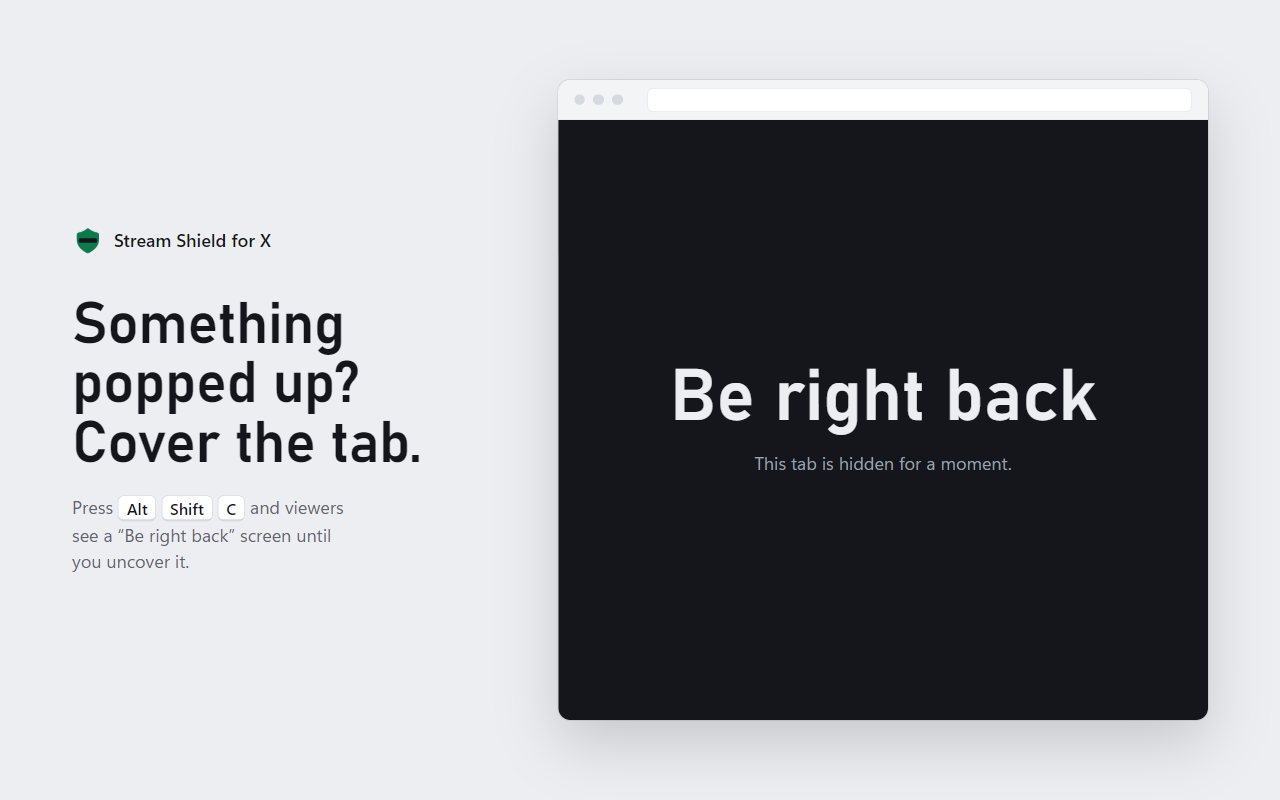 Stream Shield for X
Something
popped up?
Cover the tab.
Press Alt Shift C and viewers
see a “Be right back” screen until
you uncover it.
Be right back
This tab is hidden for a moment.